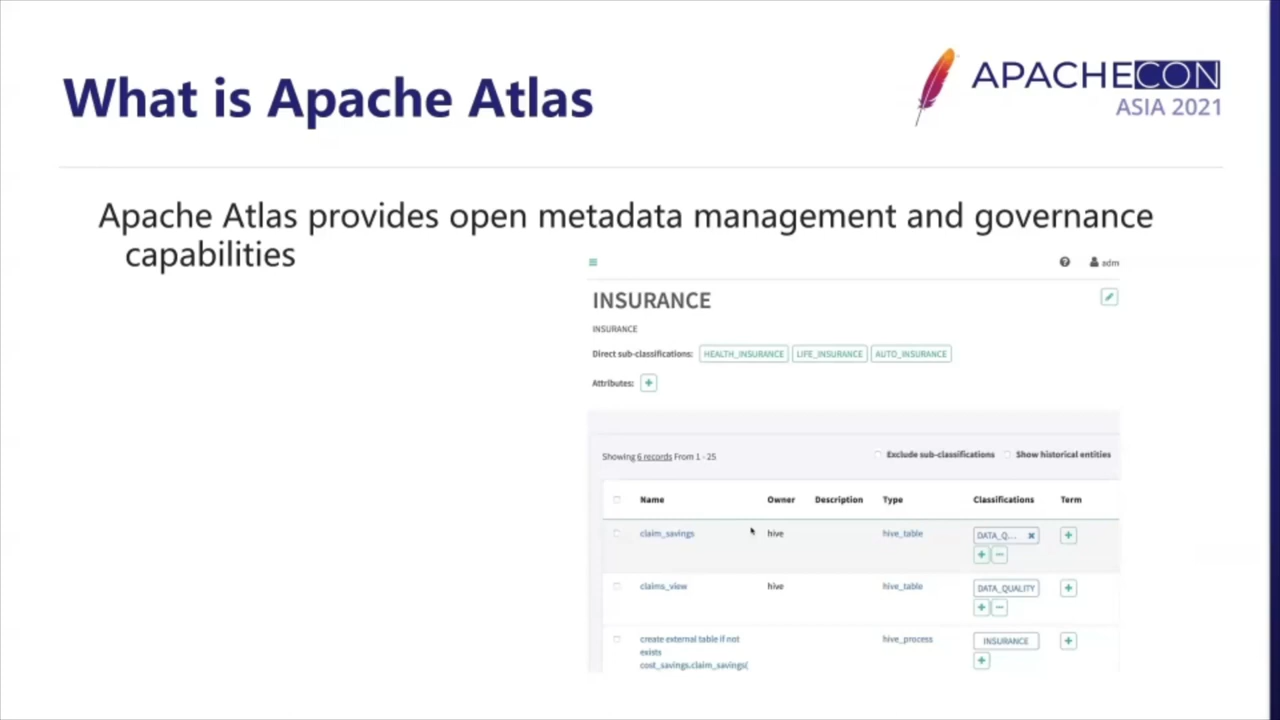 What is Apache Atlas
APACHECON
ASIA 2021
Apache Atlas provides open metadata management and governance
capabilities
adm
INSURANCE
INSURANCE
Direct sub-classifications: HEALTH_INSURANCE LIFE_INSURANCE AUTO_INSURANCE
Attributes:
Showing 6 records From 1 - 25
Exclude sub-classifications Show historical entities
Name Owner Description Type Classifications Term
claim_savings hive hive_table DATA_Q...
claims_view hive hive_table DATA_QUALITY
create external table if not hive_process INSURANCE
exists
cost_savings.claim_savings(